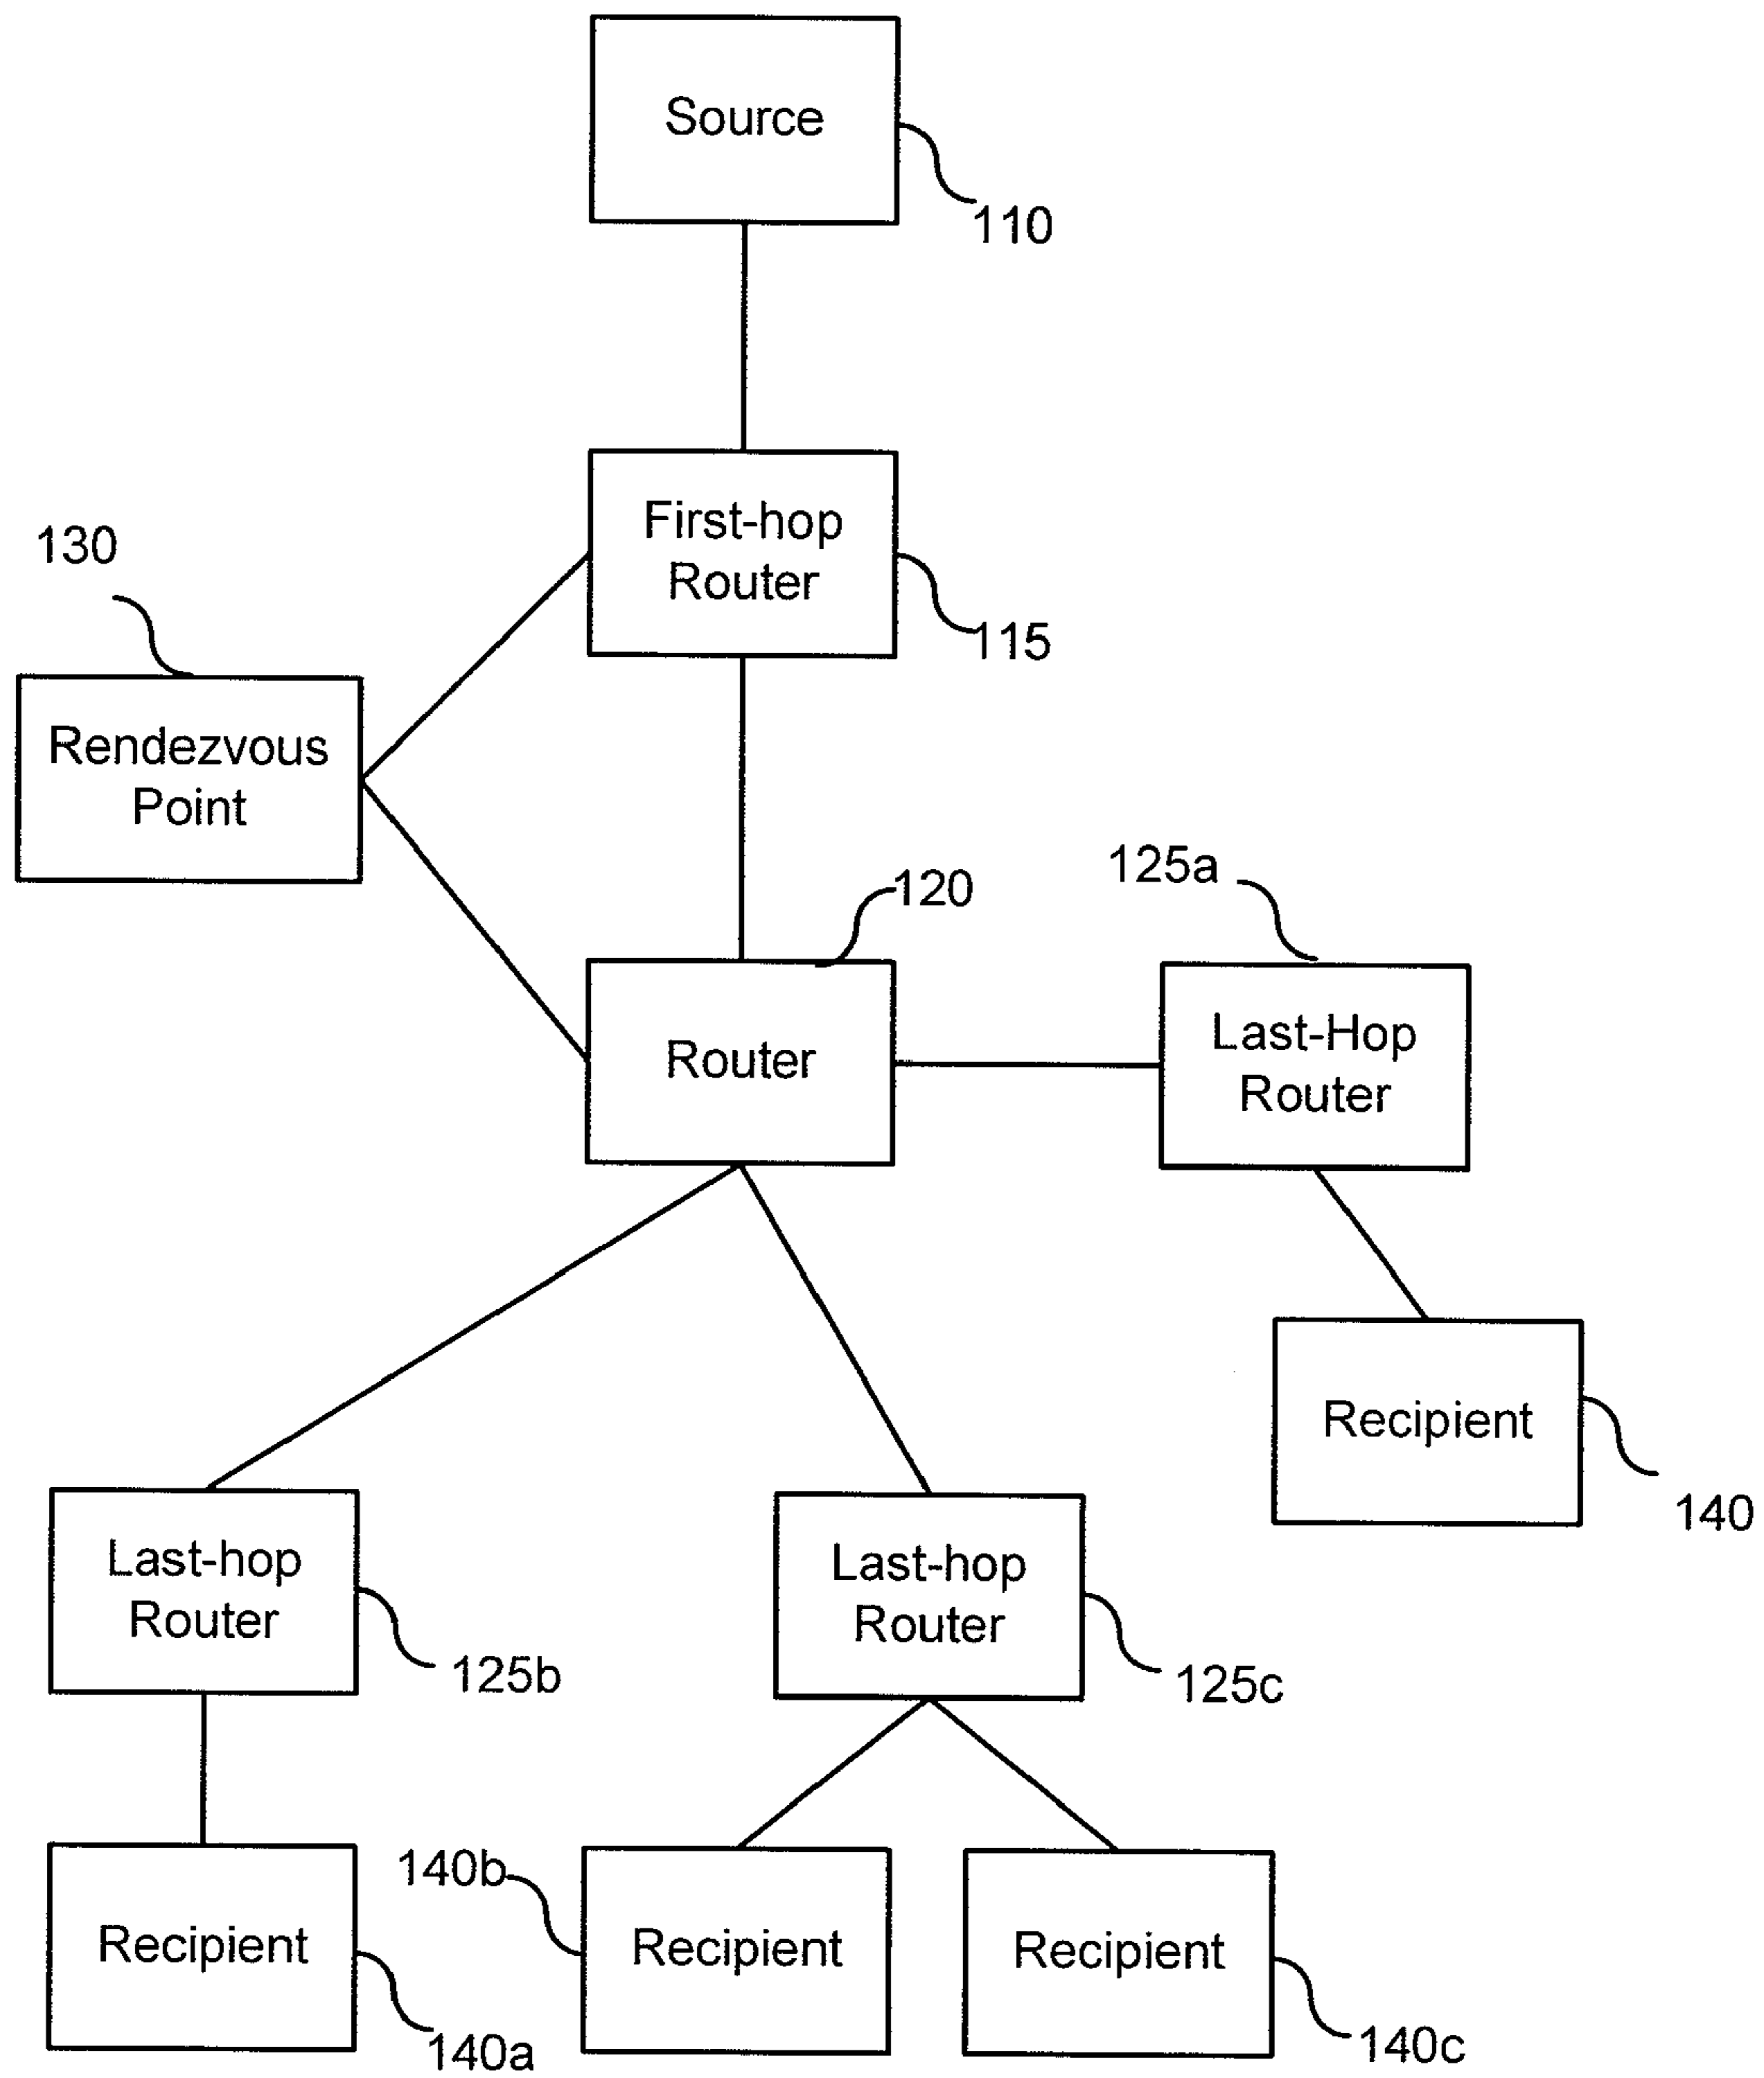 Source
110
First-hop
Router
115
130
Rendezvous
Point
120
125a
Router
Last-Hop
Router
Recipient
140
Last-hop
Router
125b
Last-hop
Router
125c
140b
Recipient
140a
Recipient
Recipient
140c